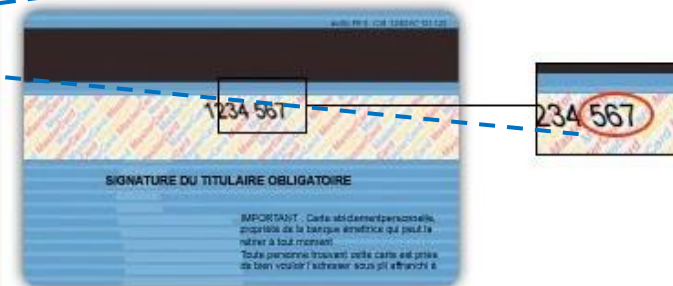 1234 567
234 567
SIGNATURE DU TITULAIRE OBLIGATOIRE
IMPORTANT : Carte strictement personnelle,
propriété de la banque émettrice qui peut la
retirer à tout moment
Toute personne trouvant cette carte est priée
de bien vouloir l'adresser sous pli affranchi à